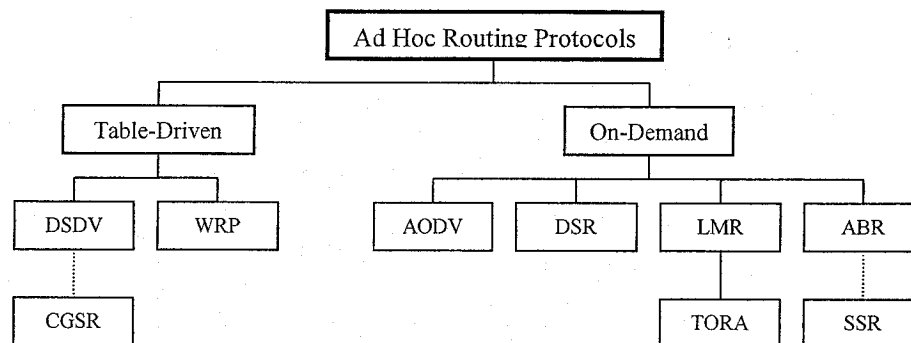 Ad Hoc Routing Protocols
Table-Driven
On-Demand
DSDV
WRP
AODV
DSR
LMR
ABR
CGSR
TORA
SSR